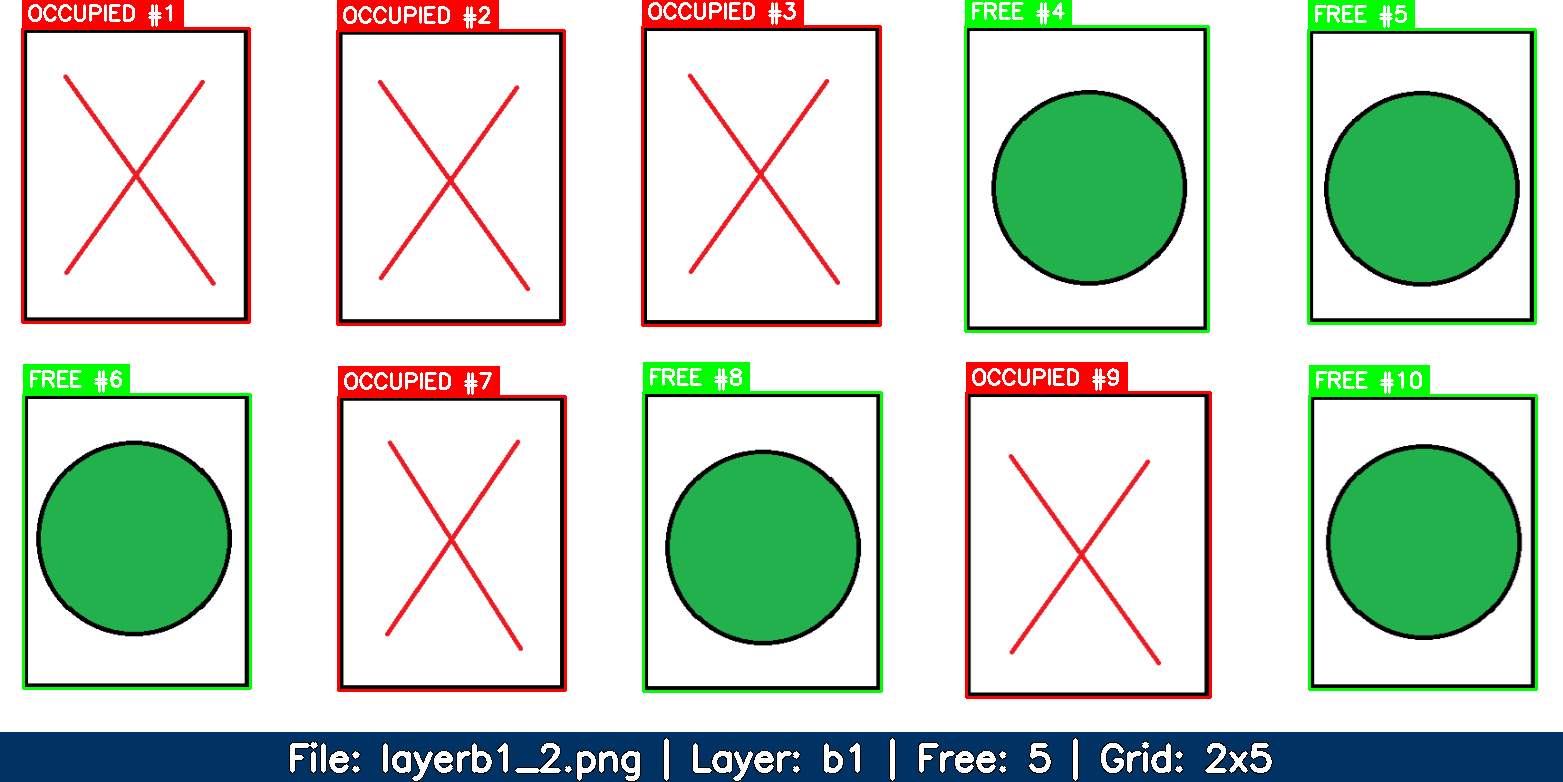 OCCUPIED #1
OCCUPIED #2
OCCUPIED #3
FREE #4
FREE #5
FREE #6
OCCUPIED #7
FREE #8
OCCUPIED #9
FREE #10
File: layerb1_2.png | Layer: b1 | Free: 5 | Grid: 2x5